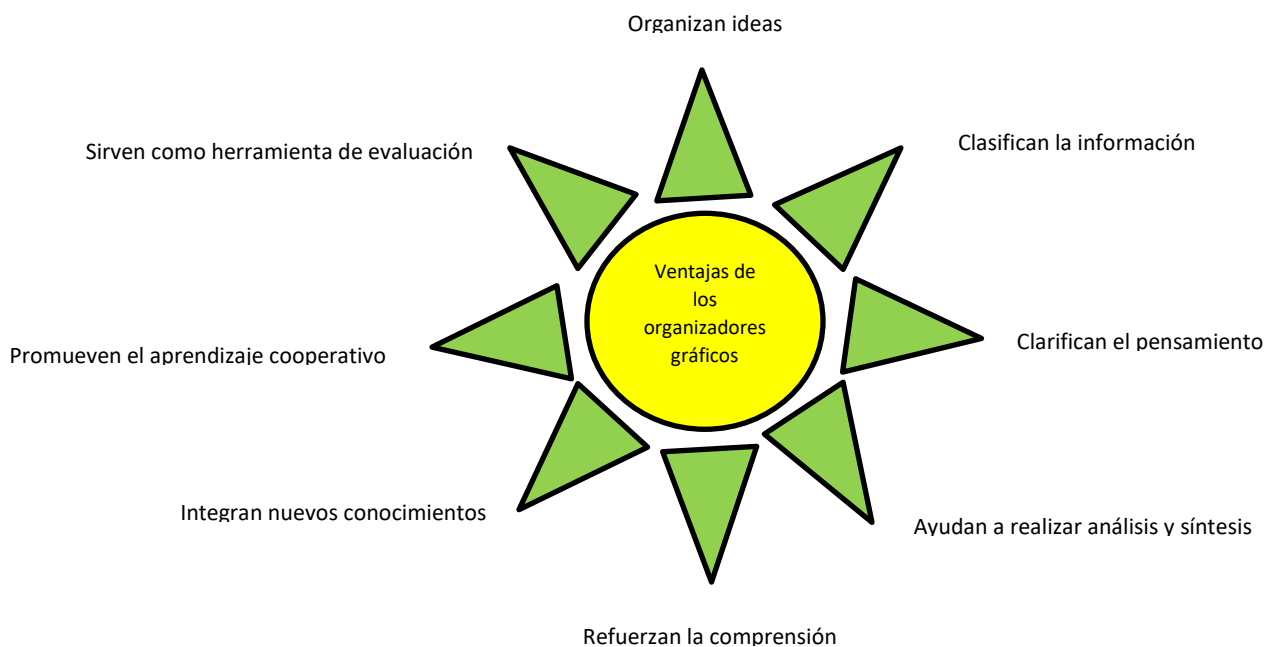 Organizan ideas
Clasifican la información
Sirven como herramienta de evaluación
Ventajas de
los
organizadores
gráficos
Clarifican el pensamiento
Promueven el aprendizaje cooperativo
Integran nuevos conocimientos
Ayudan a realizar análisis y síntesis
Refuerzan la comprensión